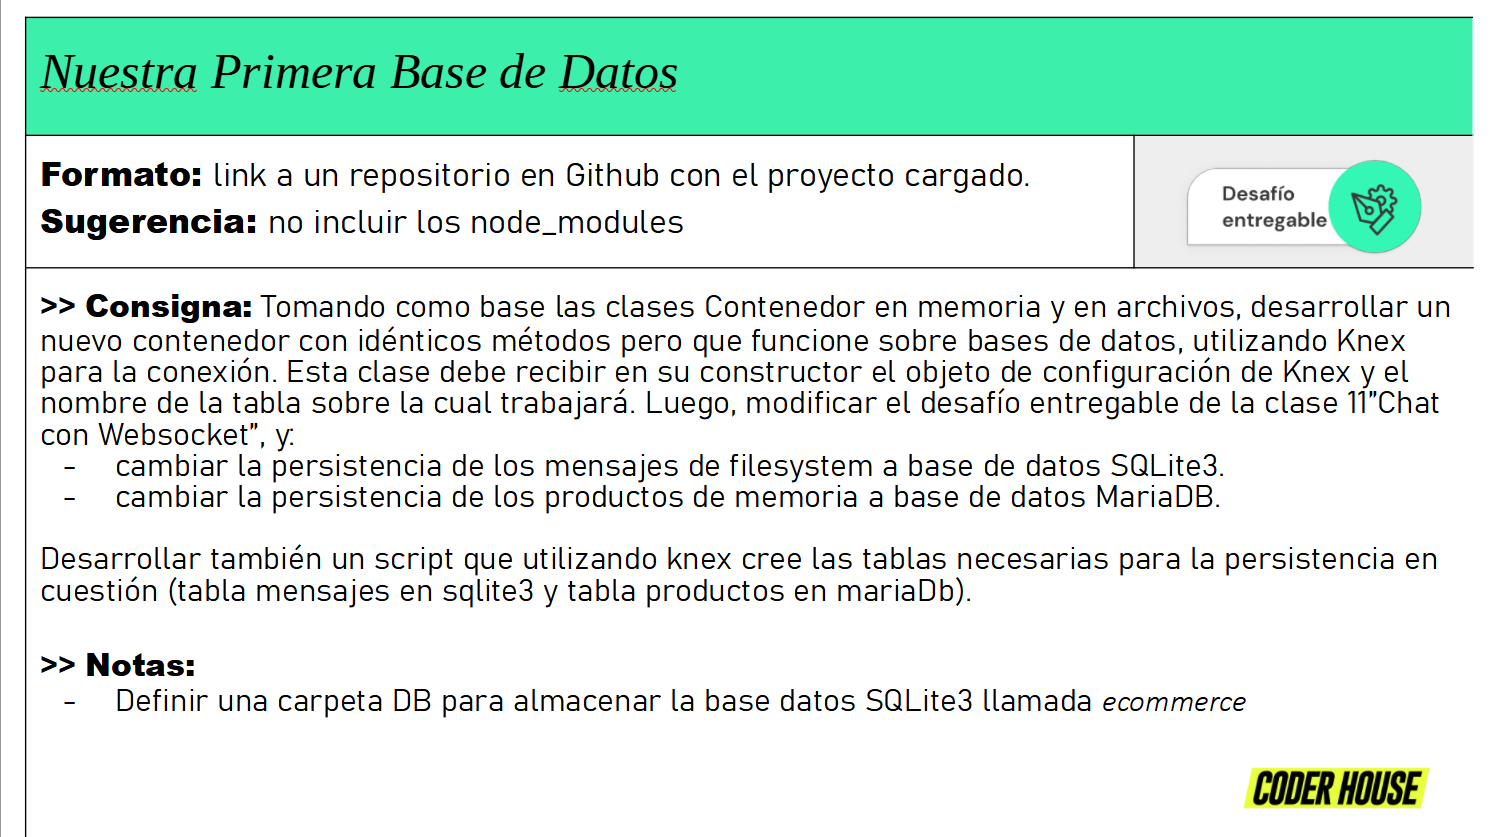 Nuestra Primera Base de Datos
Formato: link a un repositorio en Github con el proyecto cargado.
Sugerencia: no incluir los node_modules
Desafío
entregable
>> Consigna: Tomando como base las clases Contenedor en memoria y en archivos, desarrollar un
nuevo contenedor con idénticos métodos pero que funcione sobre bases de datos, utilizando Knex
para la conexión. Esta clase debe recibir en su constructor el objeto de configuración de Knex y el
nombre de la tabla sobre la cual trabajará. Luego, modificar el desafío entregable de la clase 11”Chat
con Websocket”, y:
- cambiar la persistencia de los mensajes de filesystem a base de datos SQLite3.
- cambiar la persistencia de los productos de memoria a base de datos MariaDB.
Desarrollar también un script que utilizando knex cree las tablas necesarias para la persistencia en
cuestión (tabla mensajes en sqlite3 y tabla productos en mariaDb).
>> Notas:
- Definir una carpeta DB para almacenar la base datos SQLite3 llamada ecommerce
CODER HOUSE